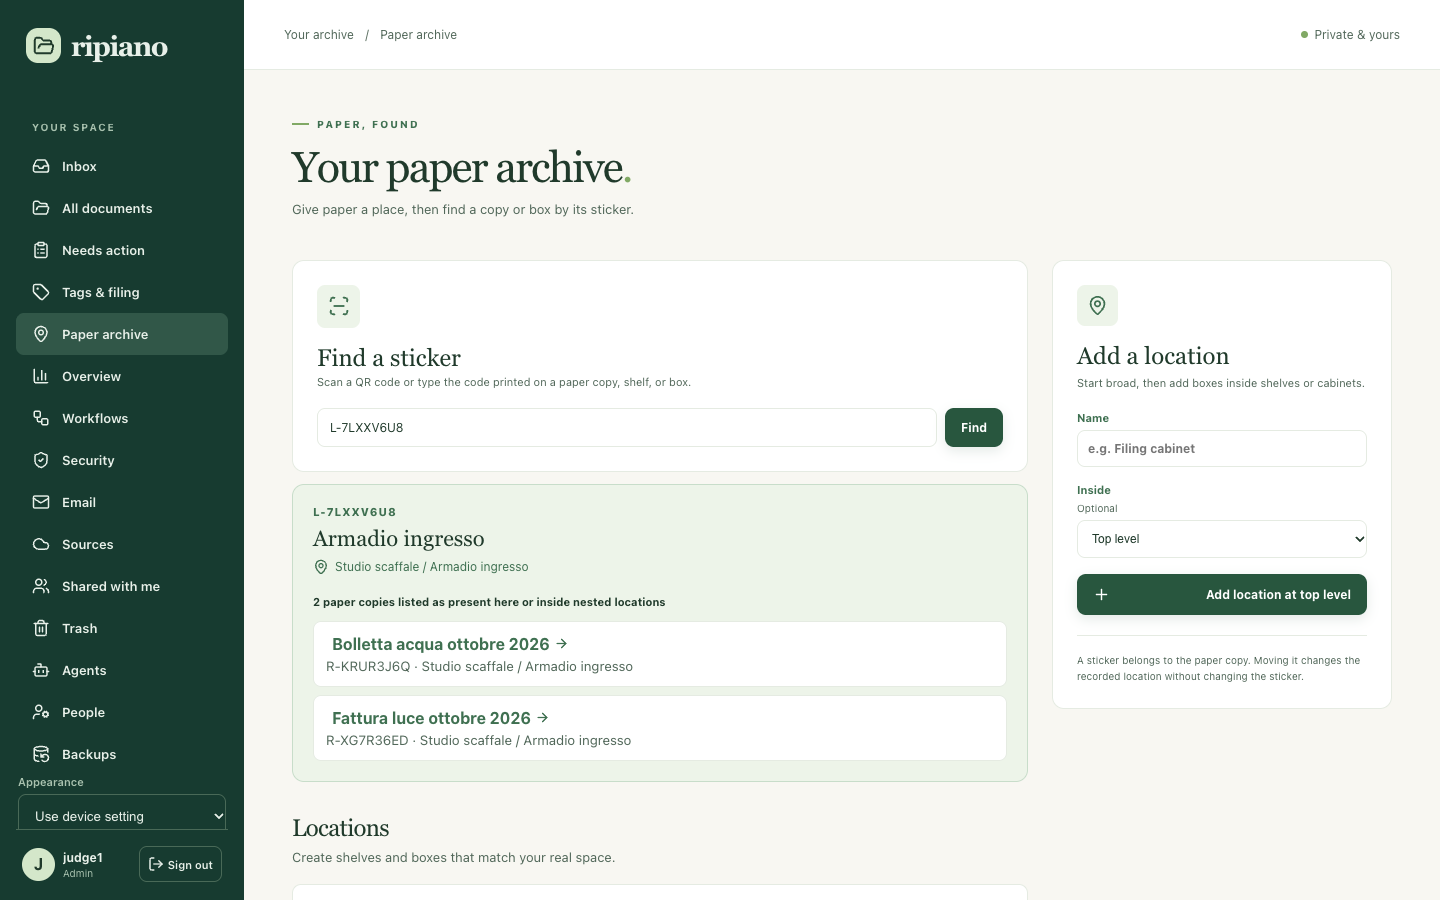 ripiano
YOUR SPACE
Inbox
All documents
Needs action
Tags & filing
Paper archive
Overview
Workflows
Security
Email
Sources
Shared with me
Trash
Agents
People
Backups
Appearance
Use device setting
J
judge1
Admin
Sign out
Your archive / Paper archive
Private & yours
PAPER, FOUND
Your paper archive.
Give paper a place, then find a copy or box by its sticker.
Find a sticker
Scan a QR code or type the code printed on a paper copy, shelf, or box.
L-7LXXV6U8
Find
L-7LXXV6U8
Armadio ingresso
Studio scaffale / Armadio ingresso
2 paper copies listed as present here or inside nested locations
Bolletta acqua ottobre 2026 →
R-KRUR3J6Q · Studio scaffale / Armadio ingresso
Fattura luce ottobre 2026 →
R-XG7R36ED · Studio scaffale / Armadio ingresso
Locations
Create shelves and boxes that match your real space.
Add a location
Start broad, then add boxes inside shelves or cabinets.
Name
e.g. Filing cabinet
Inside
Optional
Top level
Add location at top level
A sticker belongs to the paper copy. Moving it changes the
recorded location without changing the sticker.